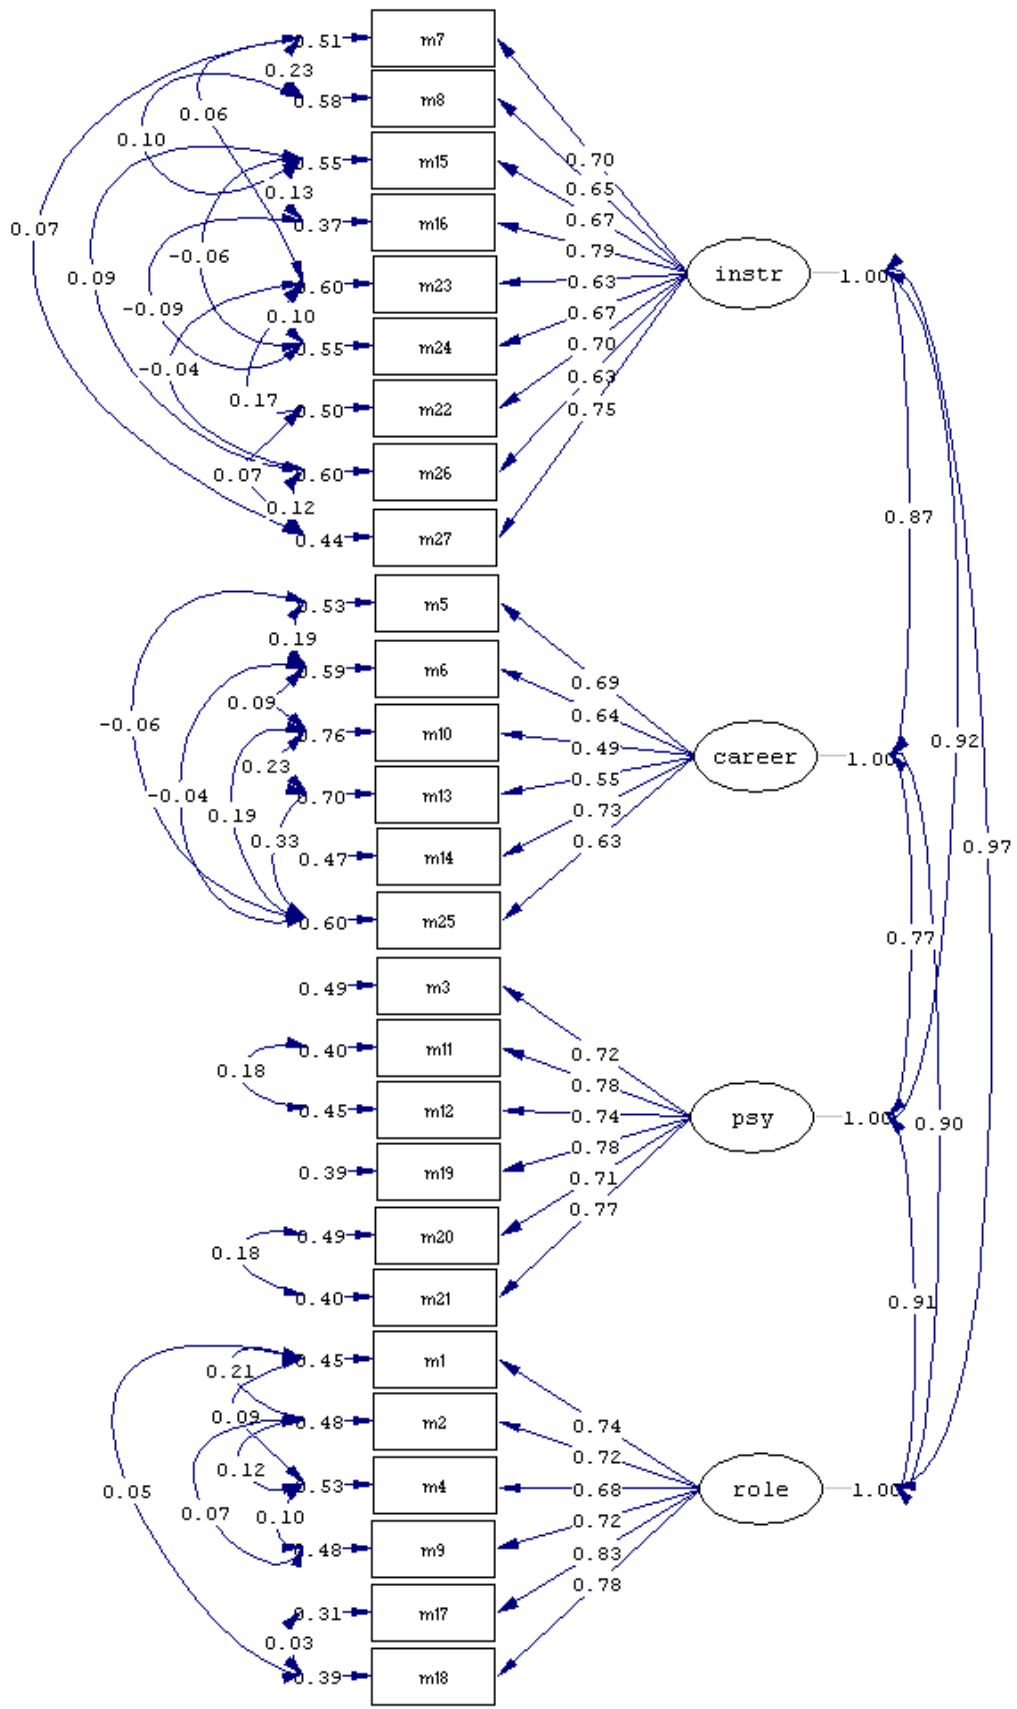 0.51 m7
0.23
0.58 m8
0.06
0.10
0.55 m15 0.70
0.13 0.65
0.37 m16 0.67
0.07
-0.06 0.79
0.09 0.60 m23 0.63 instr 1.00
-0.09 0.10 0.67
0.55 m24 0.70
-0.04 0.63
0.17 0.50 m22 0.75
0.07 0.60 m26
0.12 0.87
0.44 m27
0.53 m5
0.19
0.59 m6 0.69
0.09 0.64
-0.06 0.76 m10 0.49 0.92
0.23 career 1.00
-0.04 0.70 m13 0.55
0.19 0.73
0.33 0.63 0.97
0.47 m14
0.60 m25
0.77
0.49 m3
0.40 m11 0.72
0.18 0.78
0.45 m12 0.74 psy 1.00 0.90
0.39 m19 0.78
0.71
0.49 m20 0.77
0.18
0.40 m21 0.91
0.45 m1
0.21
0.09 0.48 m2 0.74
0.12 0.72
0.05 0.53 m4 0.68 role 1.00
0.07 0.10 0.72
0.48 m9 0.83
0.78
0.31 m17
0.03
0.39 m18